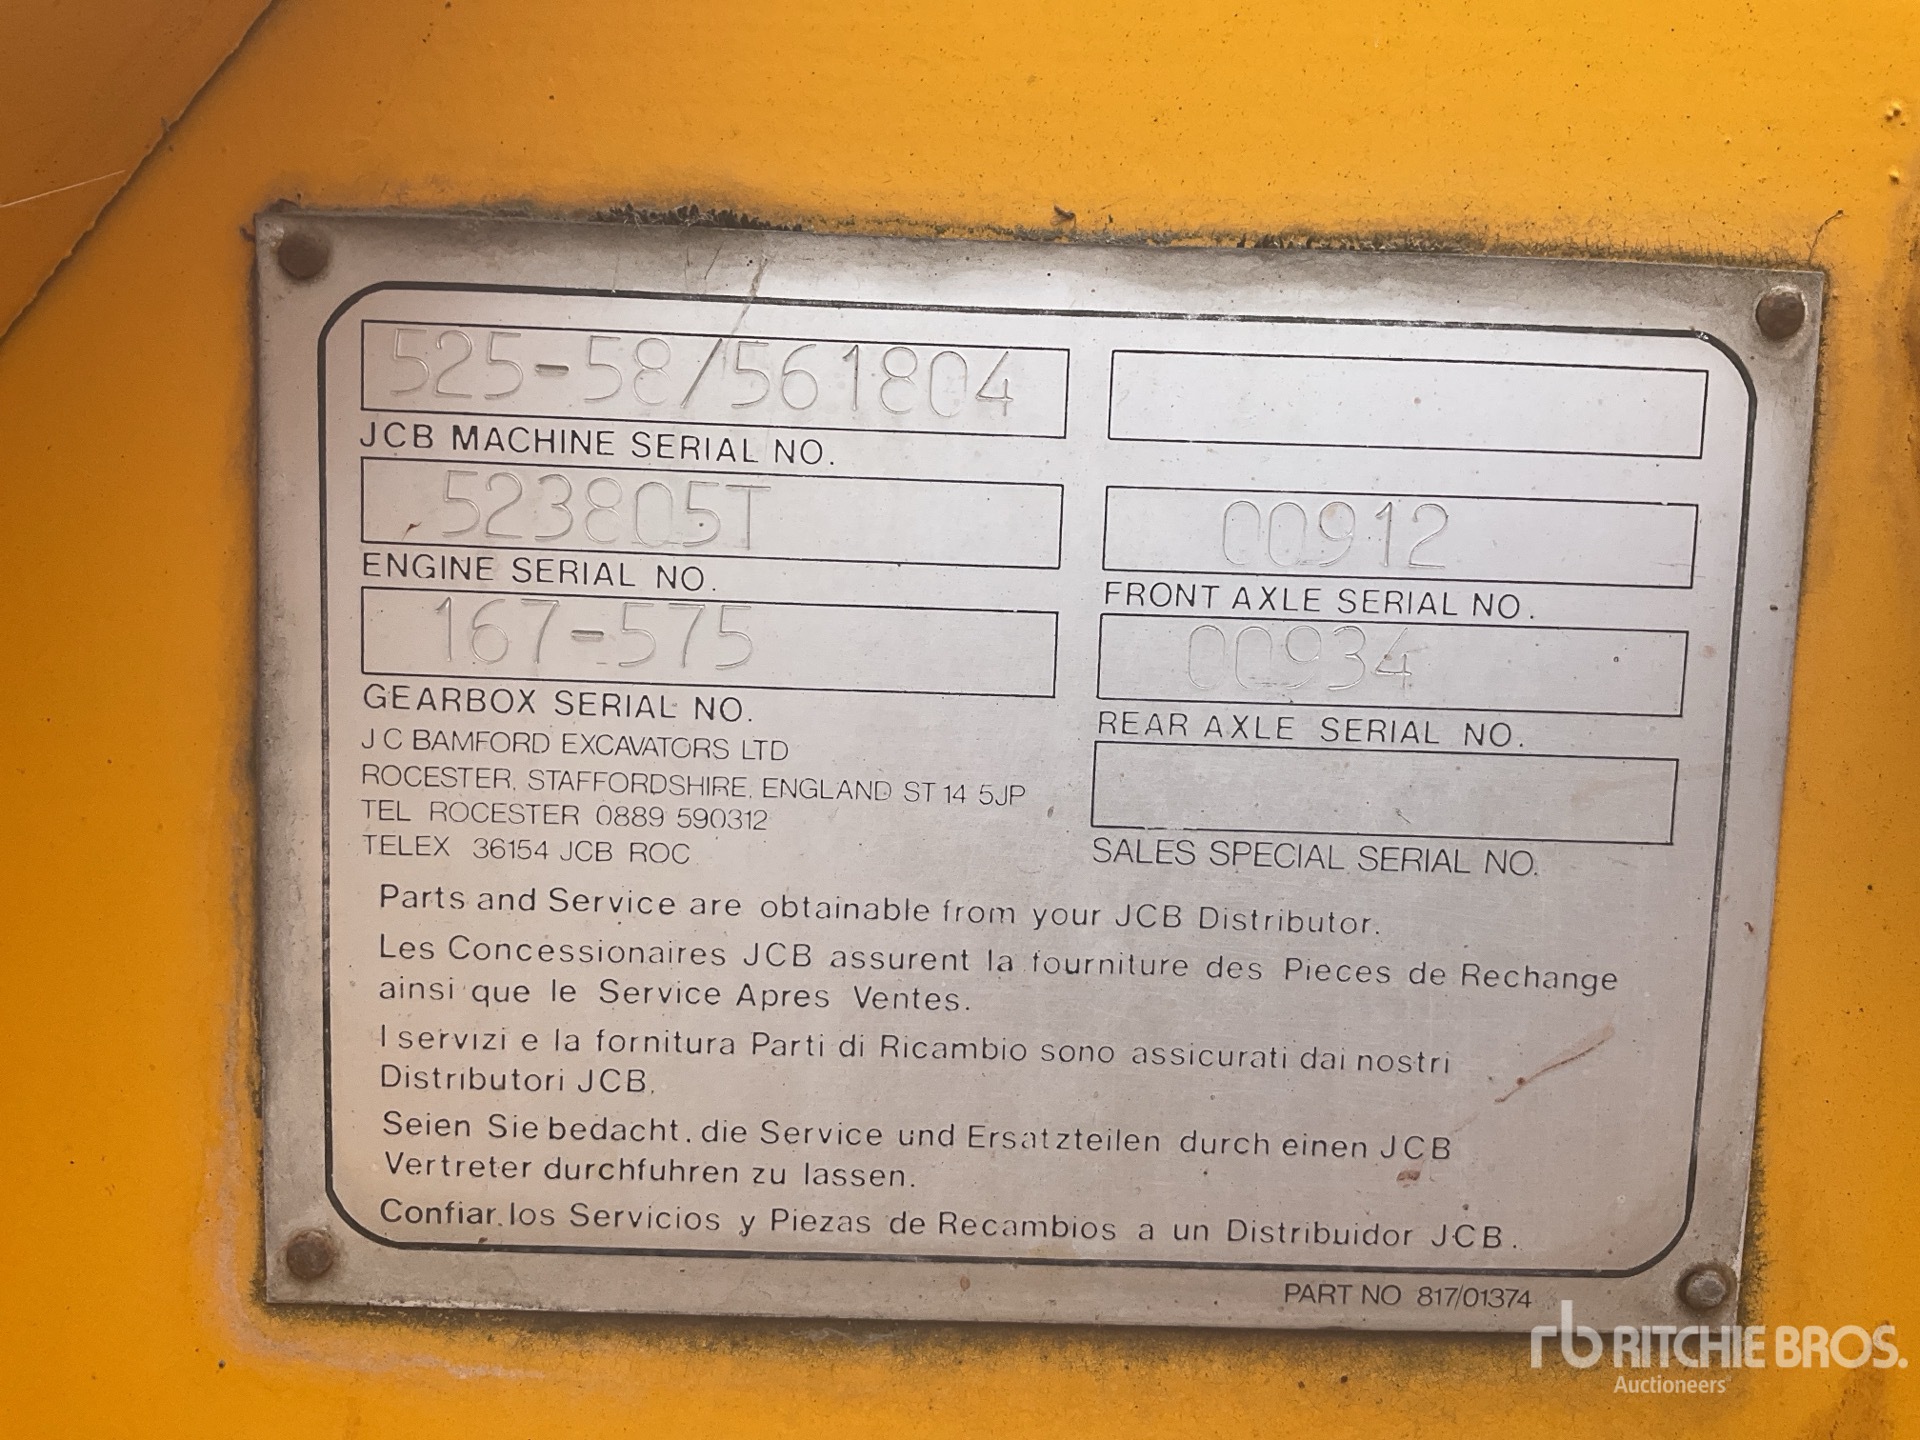 525-58/561804
JCB MACHINE SERIAL NO.
523805T
ENGINE SERIAL NO.
00912
FRONT AXLE SERIAL NO.
167-575
GEARBOX SERIAL NO.
00934
REAR AXLE SERIAL NO.
J C BAMFORD EXCAVATORS LTD
ROCESTER, STAFFORDSHIRE, ENGLAND ST 14 5JP
TEL ROCESTER 0889 590312
TELEX 36154 JCB ROC
SALES SPECIAL SERIAL NO.
Parts and Service are obtainable from your JCB Distributor.
Les Concessionaires JCB assurent la fourniture des Pieces de Rechange
ainsi que le Service Apres Ventes.
I servizi e la fornitura Parti di Ricambio sono assicurati dai nostri
Distributori JCB.
Seien Sie bedacht, die Service und Ersatzteilen durch einen JCB
Vertreter durchfuhren zu lassen.
Confiar los Servicios y Piezas de Recambios a un Distribuidor JCB.
PART NO 817/01374
rb RITCHIE BROS.
Auctioneers